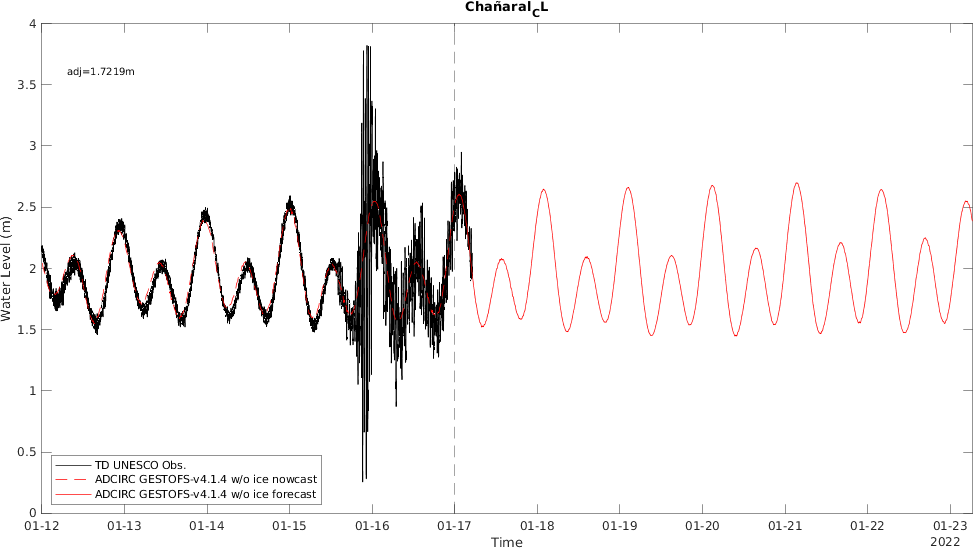 Chañaral_CL
4
3.5
3
2.5
2
1.5
1
0.5
0
Water Level (m)
adj=1.7219m
TD UNESCO Obs.
ADCIRC GESTOFS-v4.1.4 w/o ice nowcast
ADCIRC GESTOFS-v4.1.4 w/o ice forecast
01-12 01-13 01-14 01-15 01-16 01-17 01-18 01-19 01-20 01-21 01-22 01-23
Time
2022